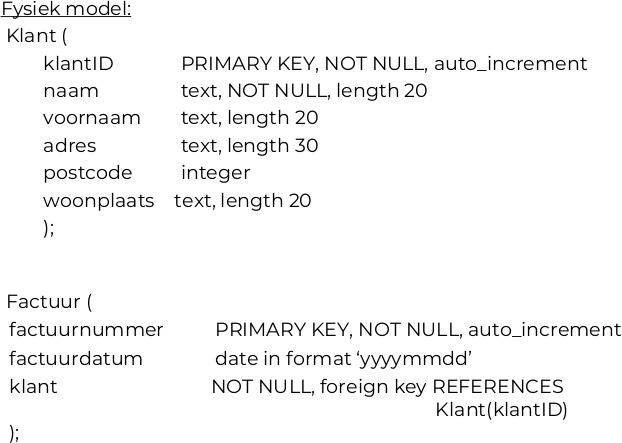 Fysiek model:
Klant (
klantID PRIMARY KEY, NOT NULL, auto_increment
naam text, NOT NULL, length 20
voornaam text, length 20
adres text, length 30
postcode integer
woonplaats text, length 20
);
Factuur (
factuurnummer PRIMARY KEY, NOT NULL, auto_increment
factuurdatum date in format ‘yyyymmdd’
klant NOT NULL, foreign key REFERENCES
Klant(klantID)
);